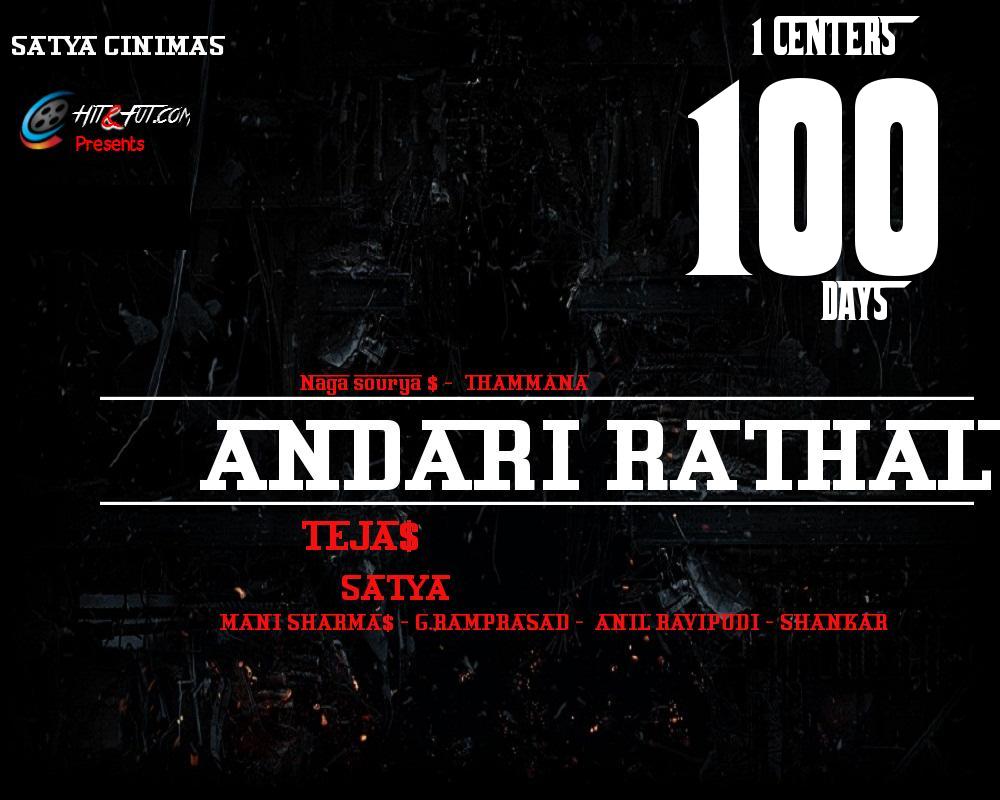 SATYA CINIMAS
1 CENTERS
HIT&FUT.COM
Presents
100
DAYS
Naga sourya $ - THAMMANA
ANDARI RATHAL
TEJA$
SATYA
MANI SHARMA$ - G.RAMPRASAD - ANIL RAVIPUDI - SHANKAR